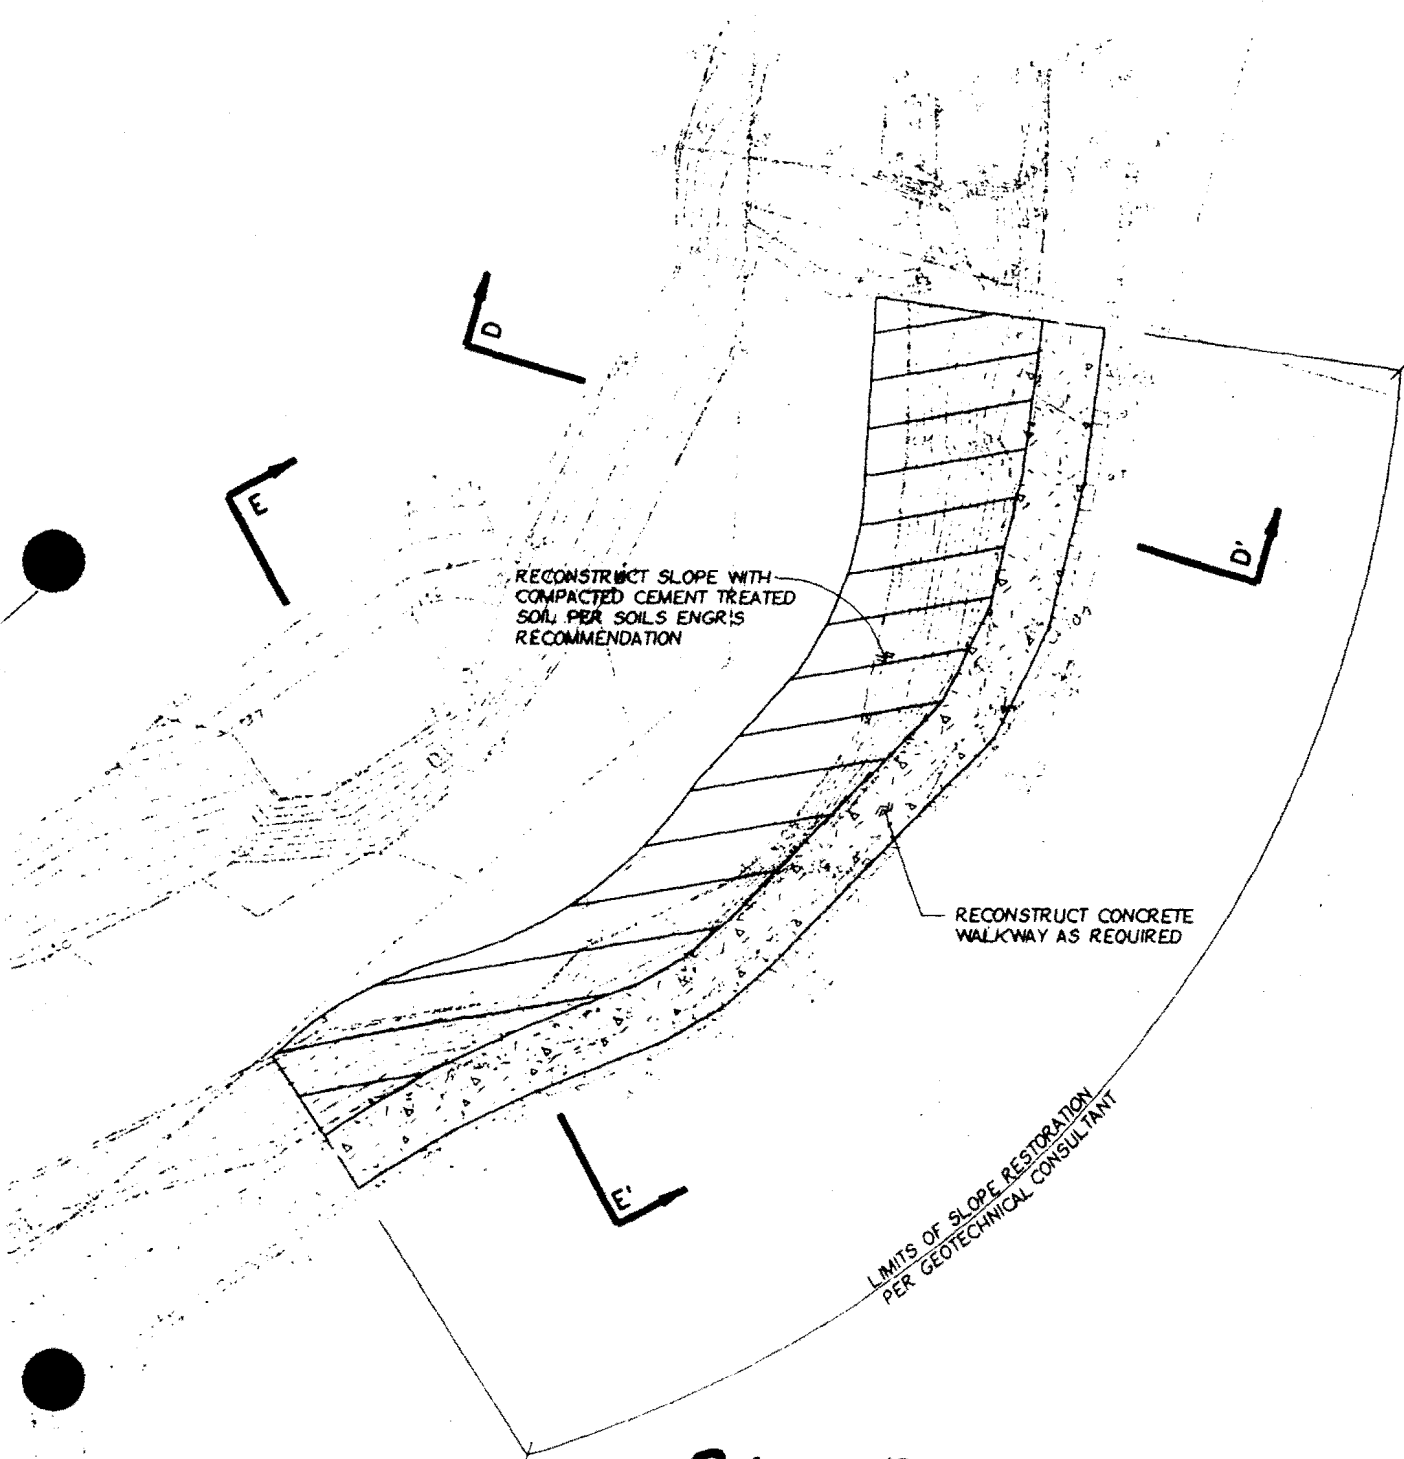 D
E
RECONSTRUCT SLOPE WITH
COMPACTED CEMENT TREATED
SOIL PER SOILS ENGR'S
RECOMMENDATION
D'
RECONSTRUCT CONCRETE
WALKWAY AS REQUIRED
E'
LIMITS OF SLOPE RESTORATION
PER GEOTECHNICAL CONSULTANT